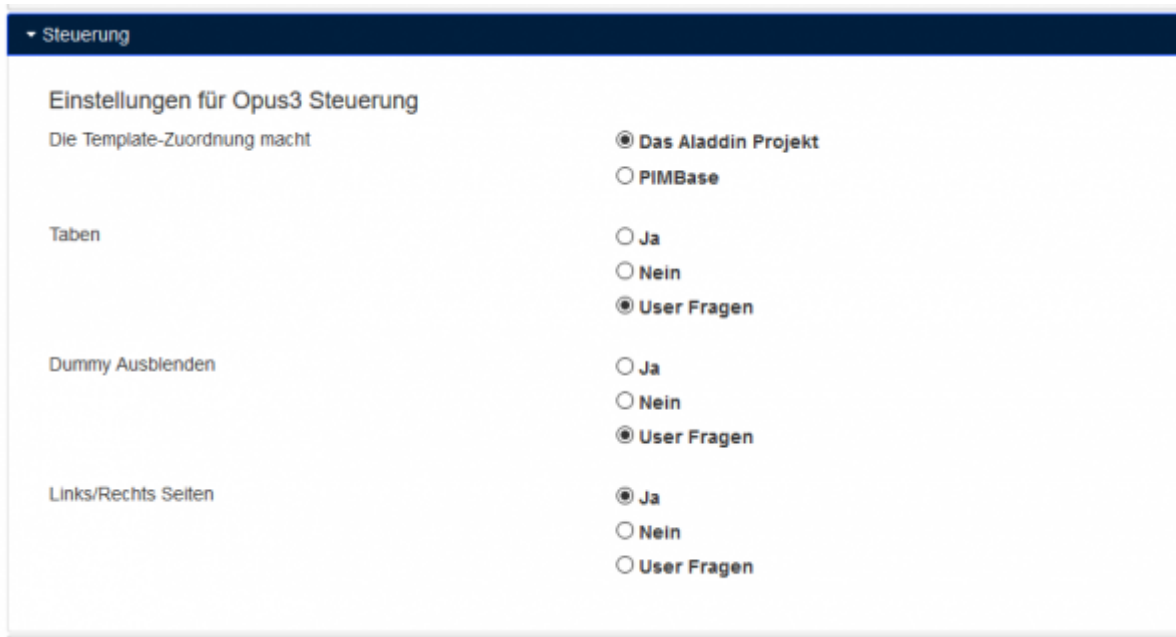 Steuerung
Einstellungen für Opus3 Steuerung
Die Template-Zuordnung macht
Das Aladdin Projekt
PIMBase
Taben
Ja
Nein
User Fragen
Dummy Ausblenden
Ja
Nein
User Fragen
Links/Rechts Seiten
Ja
Nein
User Fragen